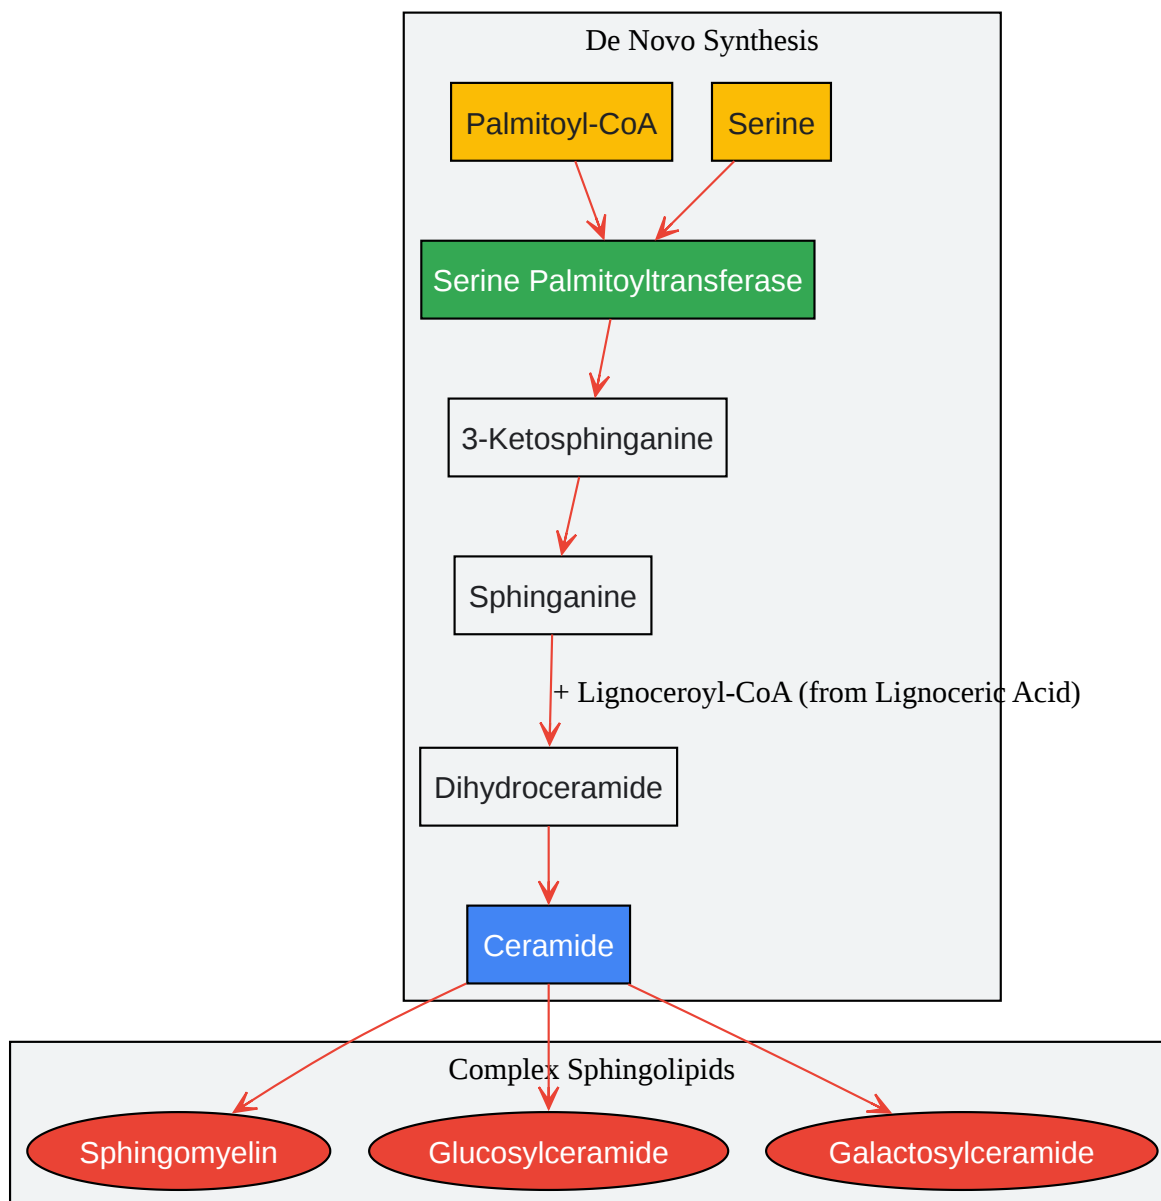 De Novo Synthesis
Palmitoyl-CoA
Serine
Serine Palmitoyltransferase
3-Ketosphinganine
Sphinganine
+ Lignoceroyl-CoA (from Lignoceric Acid)
Dihydroceramide
Ceramide
Complex Sphingolipids
Sphingomyelin
Glucosylceramide
Galactosylceramide